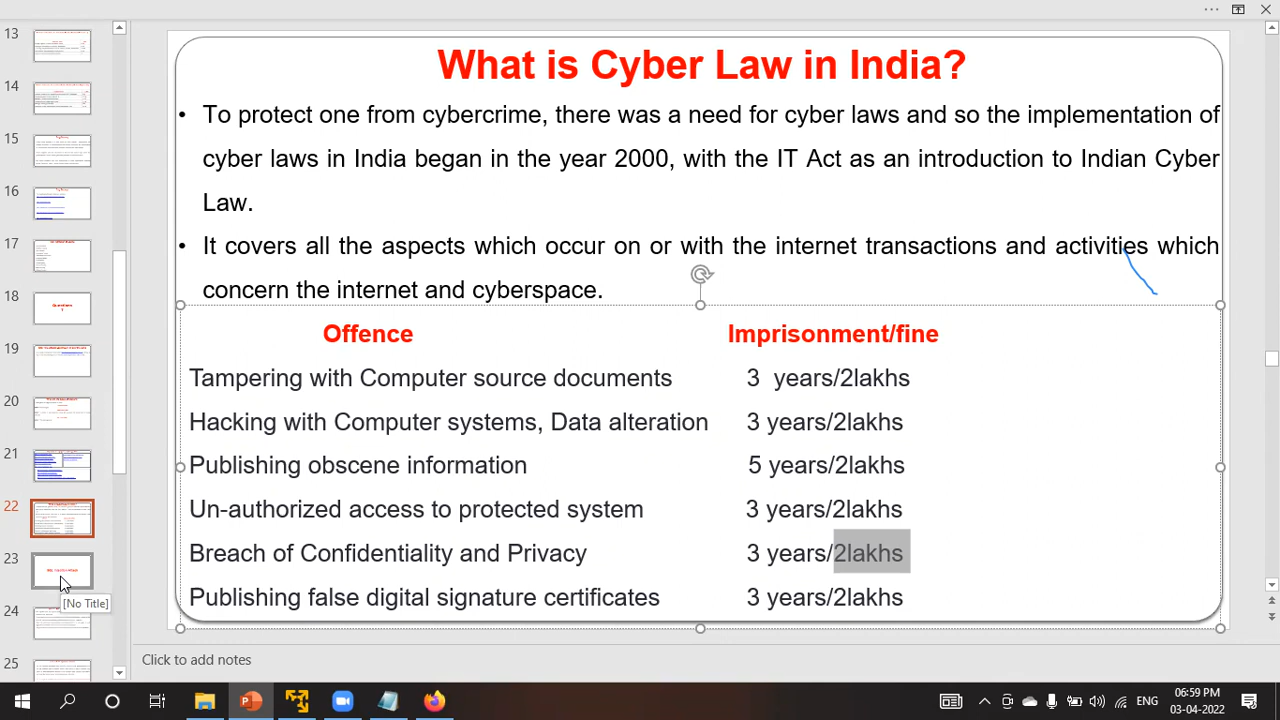 13
What is Cyber Law in India?
• To protect one from cybercrime, there was a need for cyber laws and so the implementation of
14
cyber laws in India began in the year 2000, with the IT Act as an introduction to Indian Cyber
15
Law.
16
• It covers all the aspects which occur on or with the internet transactions and activities which
17
concern the internet and cyberspace.
18
Offence Imprisonment/fine
19
Tampering with Computer source documents 3 years/2lakhs
20
Hacking with Computer systems, Data alteration 3 years/2lakhs
21
Publishing obscene information 5 years/2lakhs
22
Un-authorized access to protected system 3 years/2lakhs
23
Breach of Confidentiality and Privacy 3 years/2lakhs
[No Title]
Publishing false digital signature certificates 3 years/2lakhs
24
25
Click to add notes
ENG
06:59 PM
03-04-2022